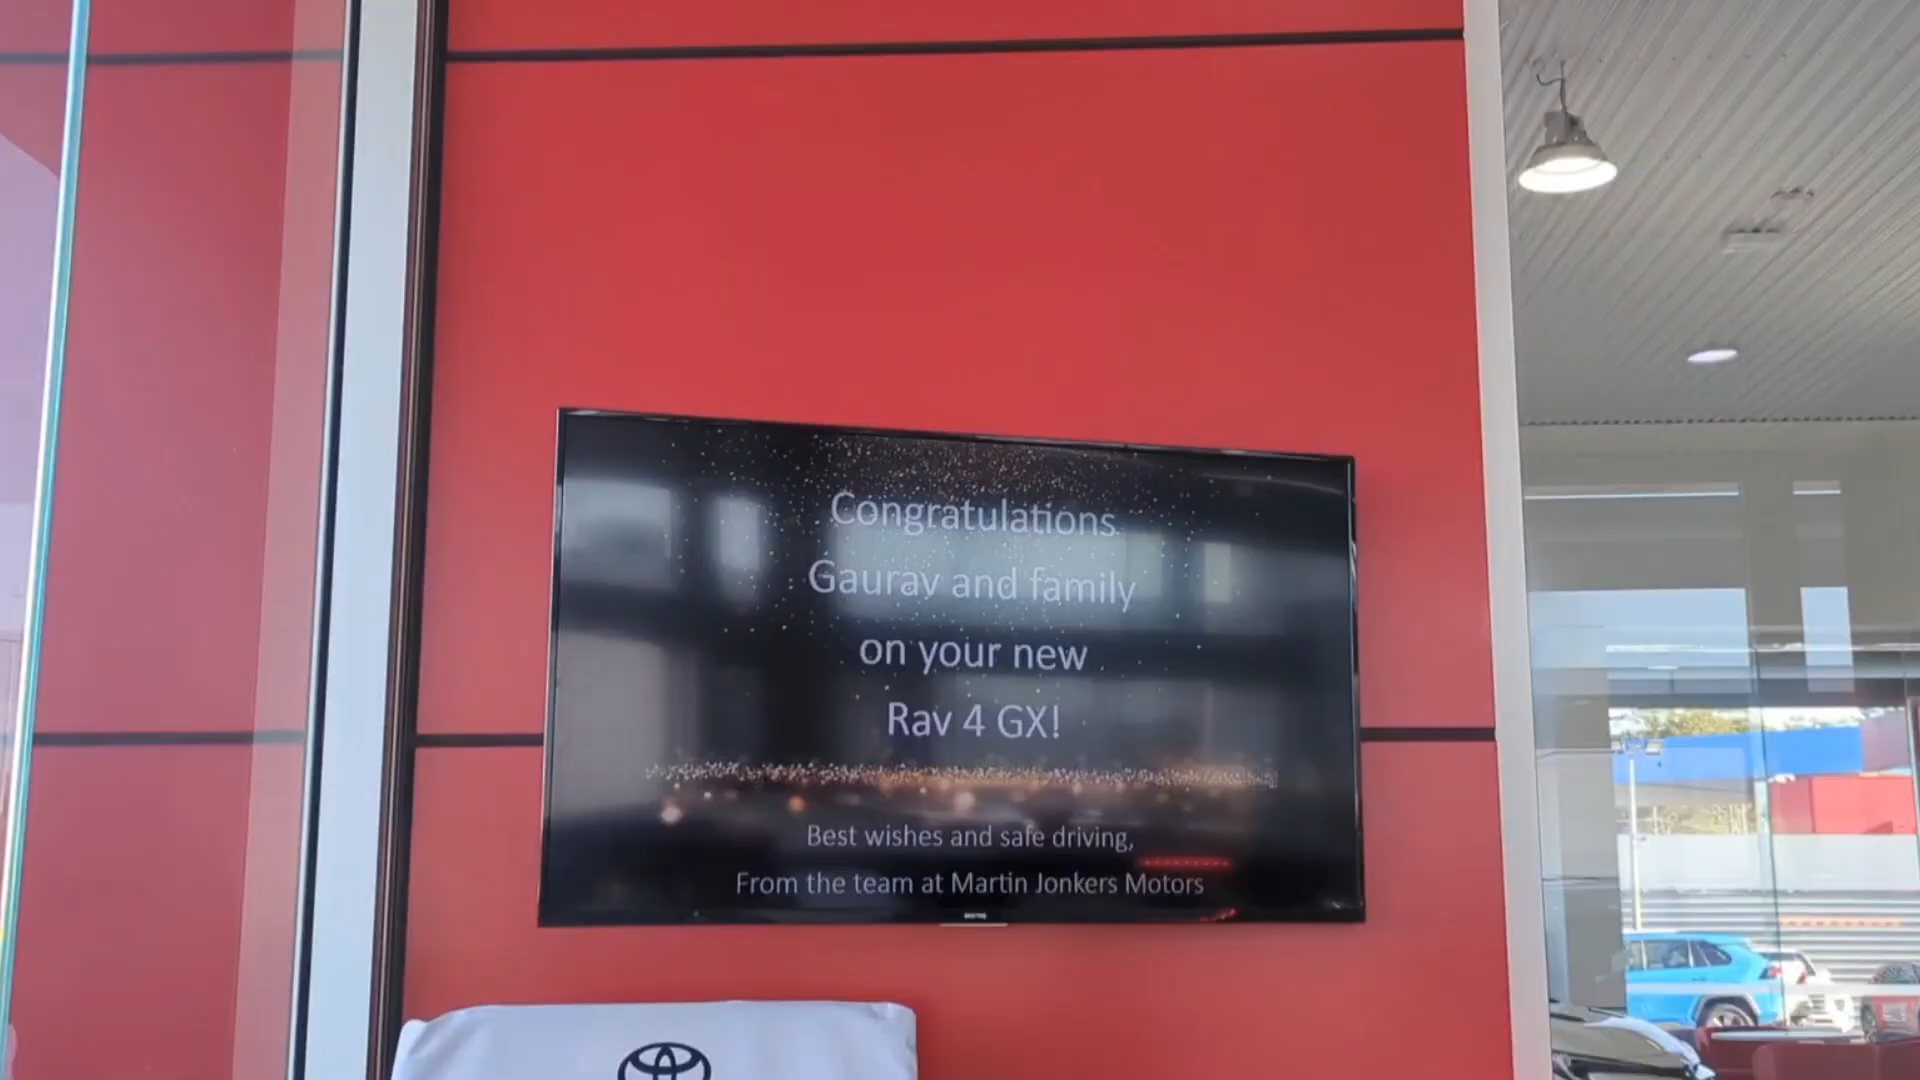 Congratulations
Gaurav and family
on your new
Rav 4 GX!
Best wishes and safe driving,
From the team at Martin Jonkers Motors